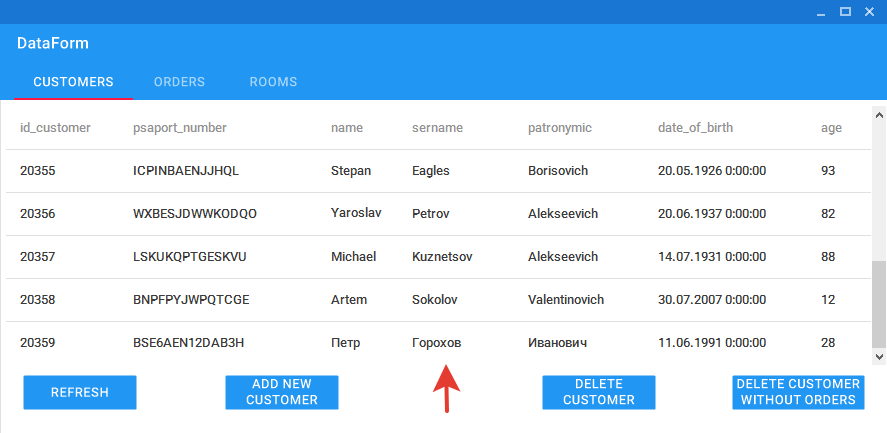 DataForm
CUSTOMERS ORDERS ROOMS
id_customer psaport_number name sername patronymic date_of_birth age
20355 ICPINBAENJJHQL Stepan Eagles Borisovich 20.05.1926 0:00:00 93
20356 WXBESJDWWKODQO Yaroslav Petrov Alekseevich 20.06.1937 0:00:00 82
20357 LSKUKQPTGESKVU Michael Kuznetsov Alekseevich 14.07.1931 0:00:00 88
20358 BNPFPYJWPQTCGE Artem Sokolov Valentinovich 30.07.2007 0:00:00 12
20359 BSE6AEN12DAB3H Петр Горохов Иванович 11.06.1991 0:00:00 28
REFRESH ADD NEW CUSTOMER DELETE CUSTOMER DELETE CUSTOMER WITHOUT ORDERS